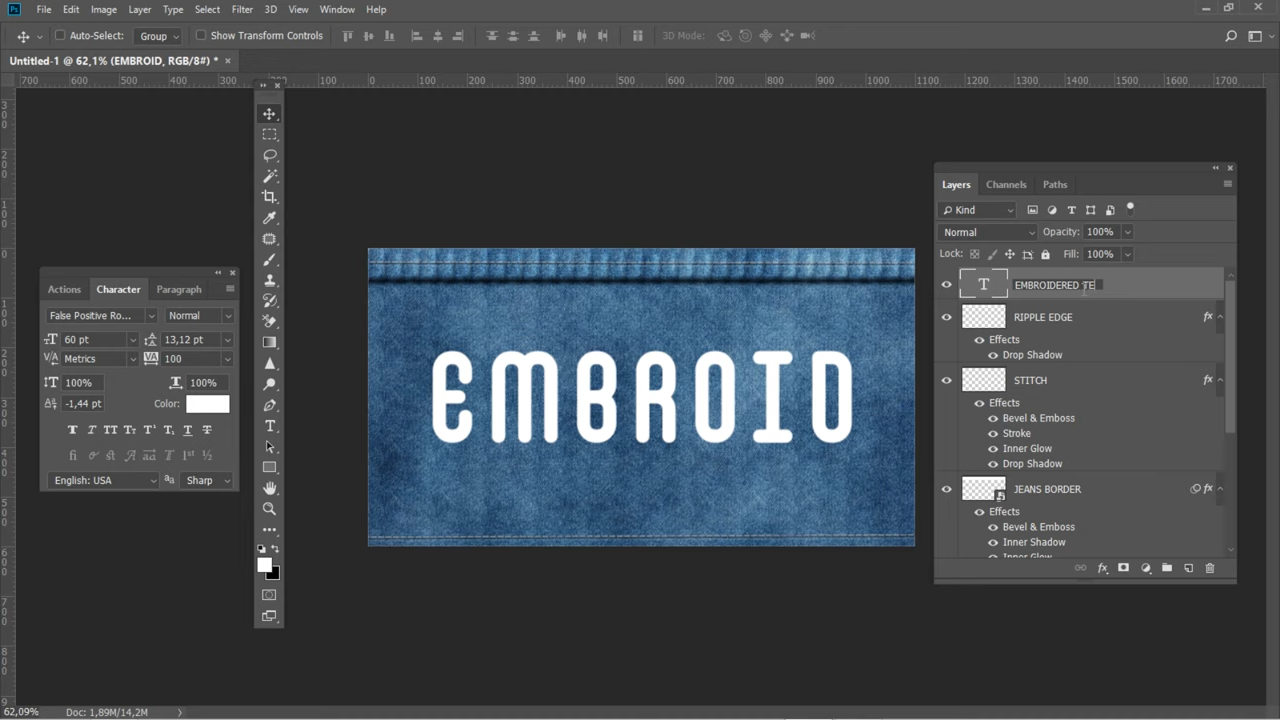 Ps File Edit Image Layer Type Select Filter 3D View Window Help
Auto-Select: Group Show Transform Controls 3D Mode:
Untitled-1 @ 62,1% (EMBROID, RGB/8#) * ×
700 600 500 400 300 200 100 0 100 200 300 400 500 600 700 800 900 1000 1100 1200 1300 1400 1500 1600 1700
Layers Channels Paths
Kind
Normal Opacity: 100%
Lock: Fill: 100%
EMBROIDERED TE
RIPPLE EDGE fx
Effects
Drop Shadow
STITCH fx
Effects
Bevel & Emboss
Stroke
Inner Glow
Drop Shadow
JEANS BORDER fx
Effects
Bevel & Emboss
Inner Shadow
Inner Glow
Actions Character Paragraph
False Positive Ro... Normal
60 pt 13,12 pt
Metrics 100
100% 100%
-1,44 pt Color:
English: USA Sharp
EMBROID
62,09% Doc: 1,89M/14,2M